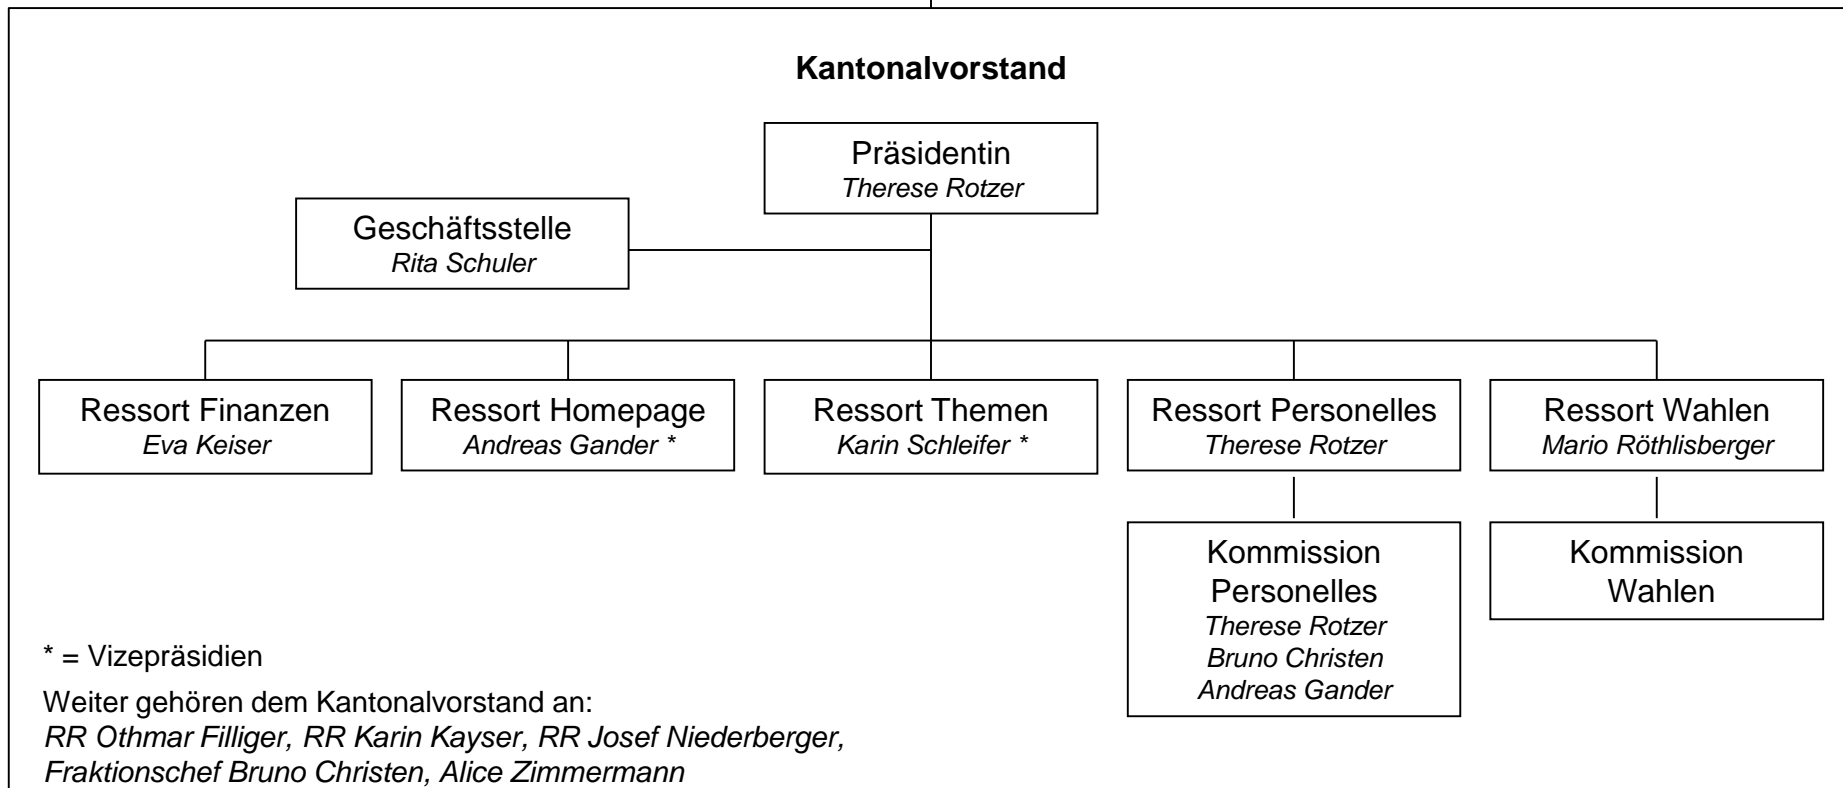 Kantonalvorstand
Präsidentin
Therese Rotzer
Geschäftsstelle
Rita Schuler
Ressort Finanzen
Eva Keiser
Ressort Homepage
Andreas Gander *
Ressort Themen
Karin Schleifer *
Ressort Personelles
Therese Rotzer
Ressort Wahlen
Mario Röthlisberger
Kommission
Personelles
Therese Rotzer
Bruno Christen
Andreas Gander
Kommission
Wahlen
* = Vizepräsidien
Weiter gehören dem Kantonalvorstand an:
RR Othmar Filliger, RR Karin Kayser, RR Josef Niederberger,
Fraktionschef Bruno Christen, Alice Zimmermann